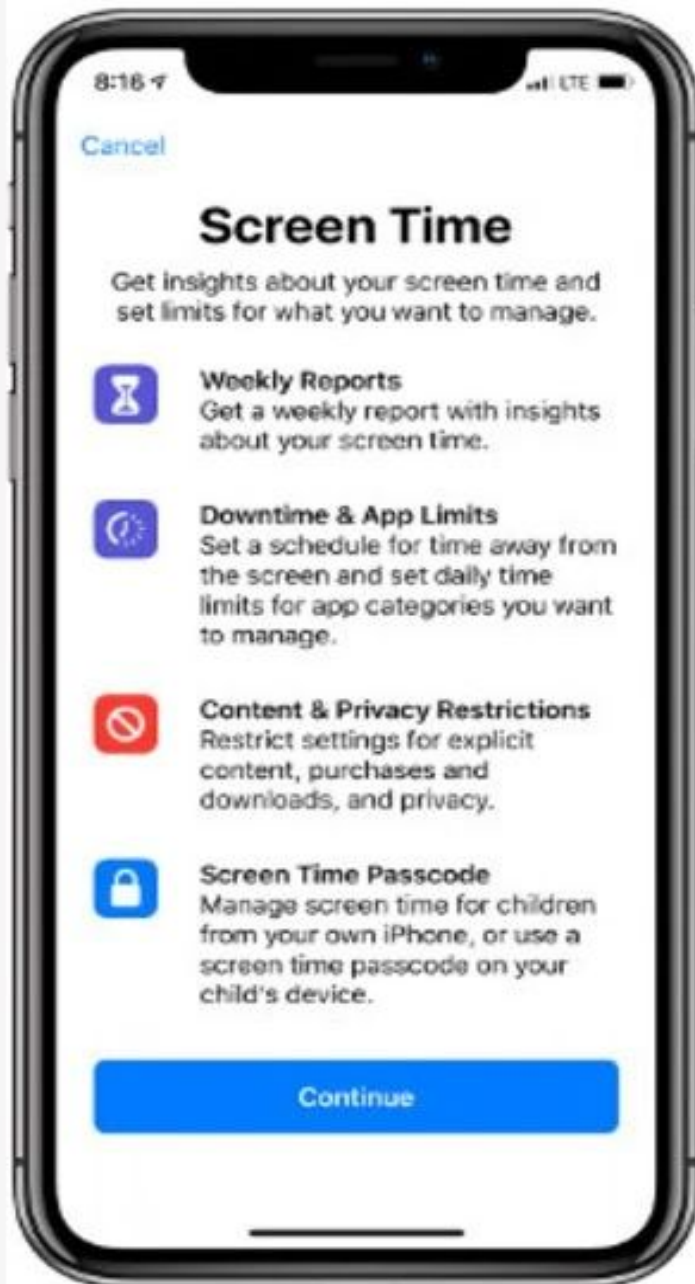 8:16
LTE
Cancel
Screen Time
Get insights about your screen time and
set limits for what you want to manage.
Weekly Reports
Get a weekly report with insights
about your screen time.
Downtime & App Limits
Set a schedule for time away from
the screen and set daily time
limits for app categories you want
to manage.
Content & Privacy Restrictions
Restrict settings for explicit
content, purchases and
downloads, and privacy.
Screen Time Passcode
Manage screen time for children
from your own iPhone, or use a
screen time passcode on your
child's device.
Continue